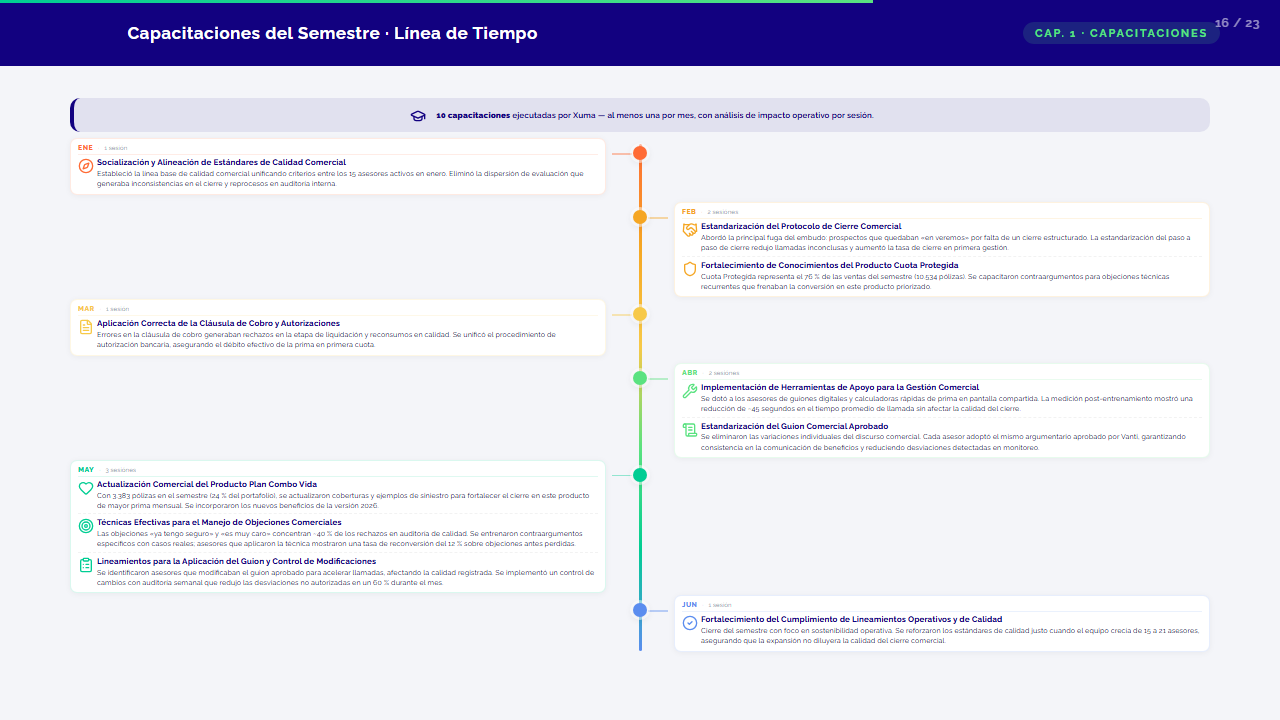 Capacitaciones del Semestre · Línea de Tiempo
CAP. 1 · CAPACITACIONES
16 / 23
10 capacitaciones ejecutadas por Xuma — al menos una por mes, con análisis de impacto operativo por sesión.
ENE 1 sesión
Socialización y Alineación de Estándares de Calidad Comercial
Estableció la línea base de calidad comercial unificando criterios entre los 15 asesores activos en enero. Eliminó la dispersión de evaluación que
generaba inconsistencias en el cierre y reprocesos en auditoría interna.
FEB 2 sesiónes
Estandarización del Protocolo de Cierre Comercial
Abordó la principal fuga del embudo: prospectos que quedaban «en veremos» por falta de un cierre estructurado. La estandarización del paso a
paso de cierre redujo llamadas inconclusas y aumentó la tasa de cierre en primera gestión.
Fortalecimiento de Conocimientos del Producto Cuota Protegida
Cuota Protegida representa el 76 % de las ventas del semestre (10.534 pólizas). Se capacitaron contraargumentos para objeciones técnicas
recurrentes que frenaban la conversión en este producto priorizado.
MAR 1 sesión
Aplicación Correcta de la Cláusula de Cobro y Autorizaciones
Errores en la cláusula de cobro generaban rechazos en la etapa de liquidación y reconsumos en calidad. Se unificó el procedimiento de
autorización bancaria, asegurando el débito efectivo de la prima en primera cuota.
ABR 2 sesiónes
Implementación de Herramientas de Apoyo para la Gestión Comercial
Se dotó a los asesores de guiones digitales y calculadoras rápidas de prima en pantalla compartida. La medición post-entrenamiento mostró una
reducción de ~45 segundos en el tiempo promedio de llamada sin afectar la calidad del cierre.
Estandarización del Guion Comercial Aprobado
Se eliminaron las variaciones individuales del discurso comercial. Cada asesor adoptó el mismo argumentario aprobado por Vanti, garantizando
consistencia en la comunicación de beneficios y reduciendo desviaciones detectadas en monitoreo.
MAY 3 sesiónes
Actualización Comercial del Producto Plan Combo Vida
Con 3.383 pólizas en el semestre (24 % del portafolio), se actualizaron coberturas y ejemplos de siniestro para fortalecer el cierre en este producto
de mayor prima mensual. Se incorporaron los nuevos beneficios de la versión 2026.
Técnicas Efectivas para el Manejo de Objeciones Comerciales
Las objeciones «ya tengo seguro» y «es muy caro» concentran ~40 % de los rechazos en auditoría de calidad. Se entrenaron contraargumentos
específicos con casos reales; asesores que aplicaron la técnica mostraron una tasa de reconversión del 12 % sobre objeciones antes perdidas.
Lineamientos para la Aplicación del Guion y Control de Modificaciones
Se identificaron asesores que modificaban el guion aprobado para acelerar llamadas, afectando la calidad registrada. Se implementó un control de
cambios con auditoría semanal que redujo las desviaciones no autorizadas en un 60 % durante el mes.
JUN 1 sesión
Fortalecimiento del Cumplimiento de Lineamientos Operativos y de Calidad
Cierre del semestre con foco en sostenibilidad operativa. Se reforzaron los estándares de calidad justo cuando el equipo crecía de 15 a 21 asesores,
asegurando que la expansión no diluyera la calidad del cierre comercial.